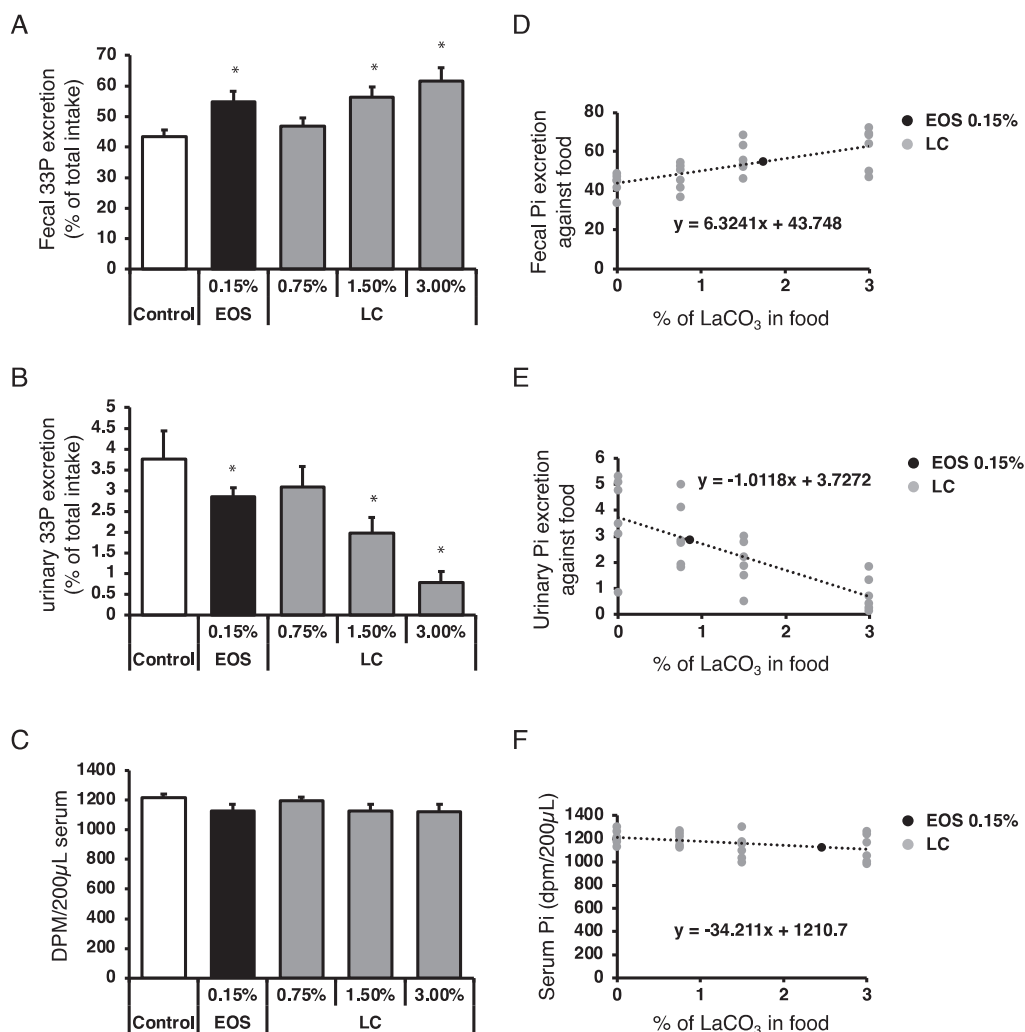 A
Fecal 33P excretion
(% of total intake)
70
60
50
40
30
20
10
0
*
*
*
0.15% 0.75% 1.50% 3.00%
Control EOS LC
D
Fecal Pi excretion
against food
80
60
40
20
0
y = 6.3241x + 43.748
0 1 2 3
% of LaCO₃ in food
EOS 0.15%
LC
B
urinary 33P excretion
(% of total intake)
5
4.5
4
3.5
3
2.5
2
1.5
1
0.5
0
*
*
*
0.15% 0.75% 1.50% 3.00%
Control EOS LC
E
Urinary Pi excretion
against food
6
5
4
3
2
1
0
y = -1.0118x + 3.7272
0 1 2 3
% of LaCO₃ in food
EOS 0.15%
LC
C
DPM/200µL serum
1400
1200
1000
800
600
400
200
0
0.15% 0.75% 1.50% 3.00%
Control EOS LC
F
Serum Pi (dpm/200µL)
1400
1200
1000
800
600
400
200
0
y = -34.211x + 1210.7
0 1 2 3
% of LaCO₃ in food
EOS 0.15%
LC